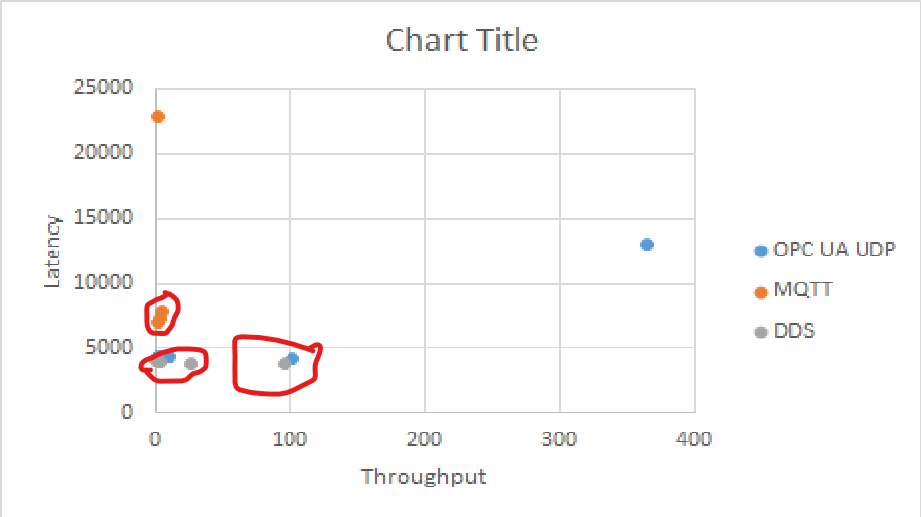 Chart Title
25000
20000
15000
10000
5000
0
Latency
0 100 200 300 400
Throughput
OPC UA UDP
MQTT
DDS